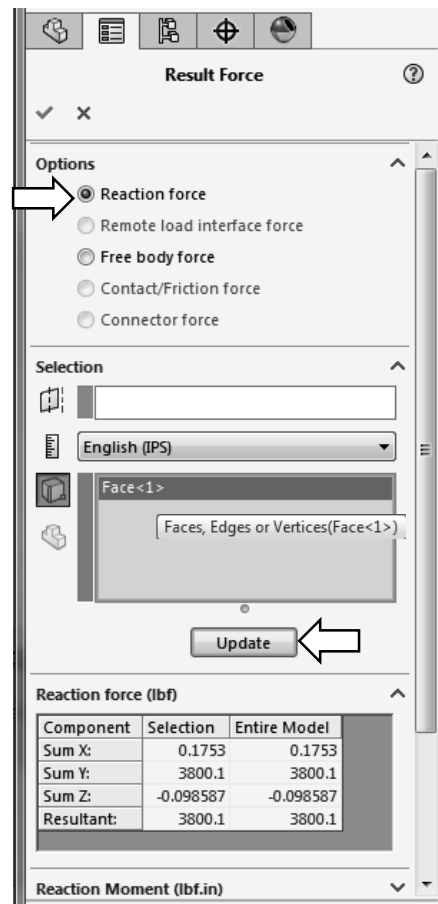 Result Force
?
Options
Reaction force
Remote load interface force
Free body force
Contact/Friction force
Connector force
Selection
English (IPS)
Face<1>
Faces, Edges or Vertices(Face<1>)
Update
Reaction force (lbf)
Component Selection Entire Model
Sum X: 0.1753 0.1753
Sum Y: 3800.1 3800.1
Sum Z: -0.098587 -0.098587
Resultant: 3800.1 3800.1
Reaction Moment (lbf.in)